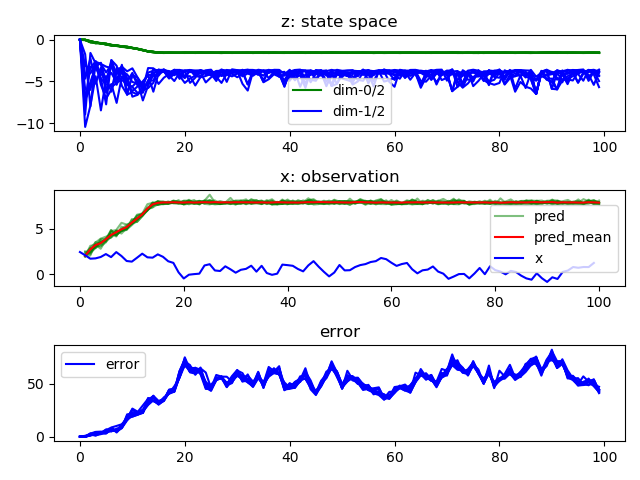 z: state space
0
−5
−10
dim-0/2
dim-1/2
0 20 40 60 80 100
x: observation
5
0
pred
pred_mean
x
0 20 40 60 80 100
error
error
50
0
0 20 40 60 80 100